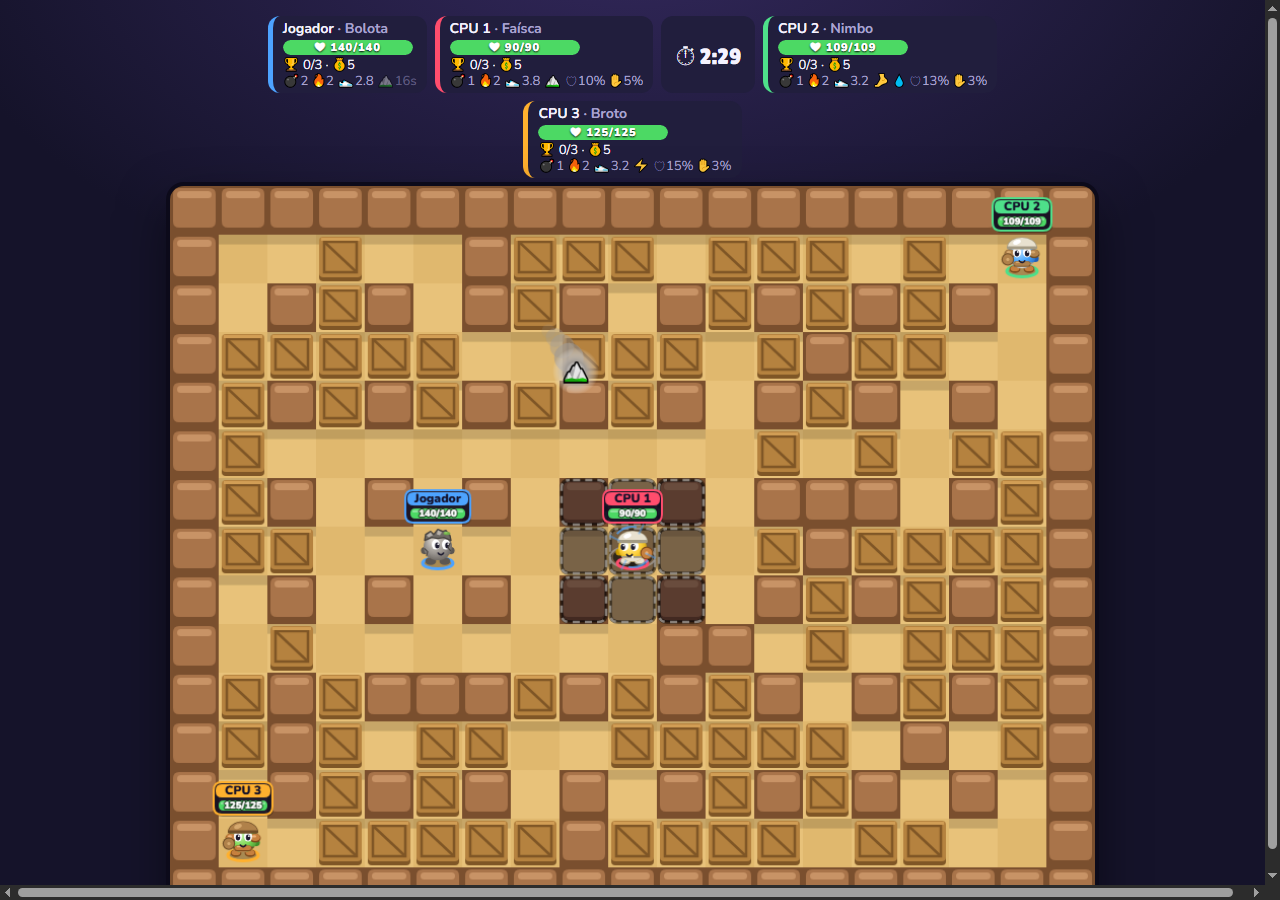 Jogador · Bolota
140/140
0/3 · 5
2 2 2.8 16s
CPU 1 · Faísca
90/90
0/3 · 5
1 2 3.8 10% 5%
2:29
CPU 2 · Nimbo
109/109
0/3 · 5
1 2 3.2 13% 3%
CPU 3 · Broto
125/125
0/3 · 5
1 2 3.2 15% 3%
CPU 2
109/109
Jogador
140/140
CPU 1
90/90
CPU 3
125/125